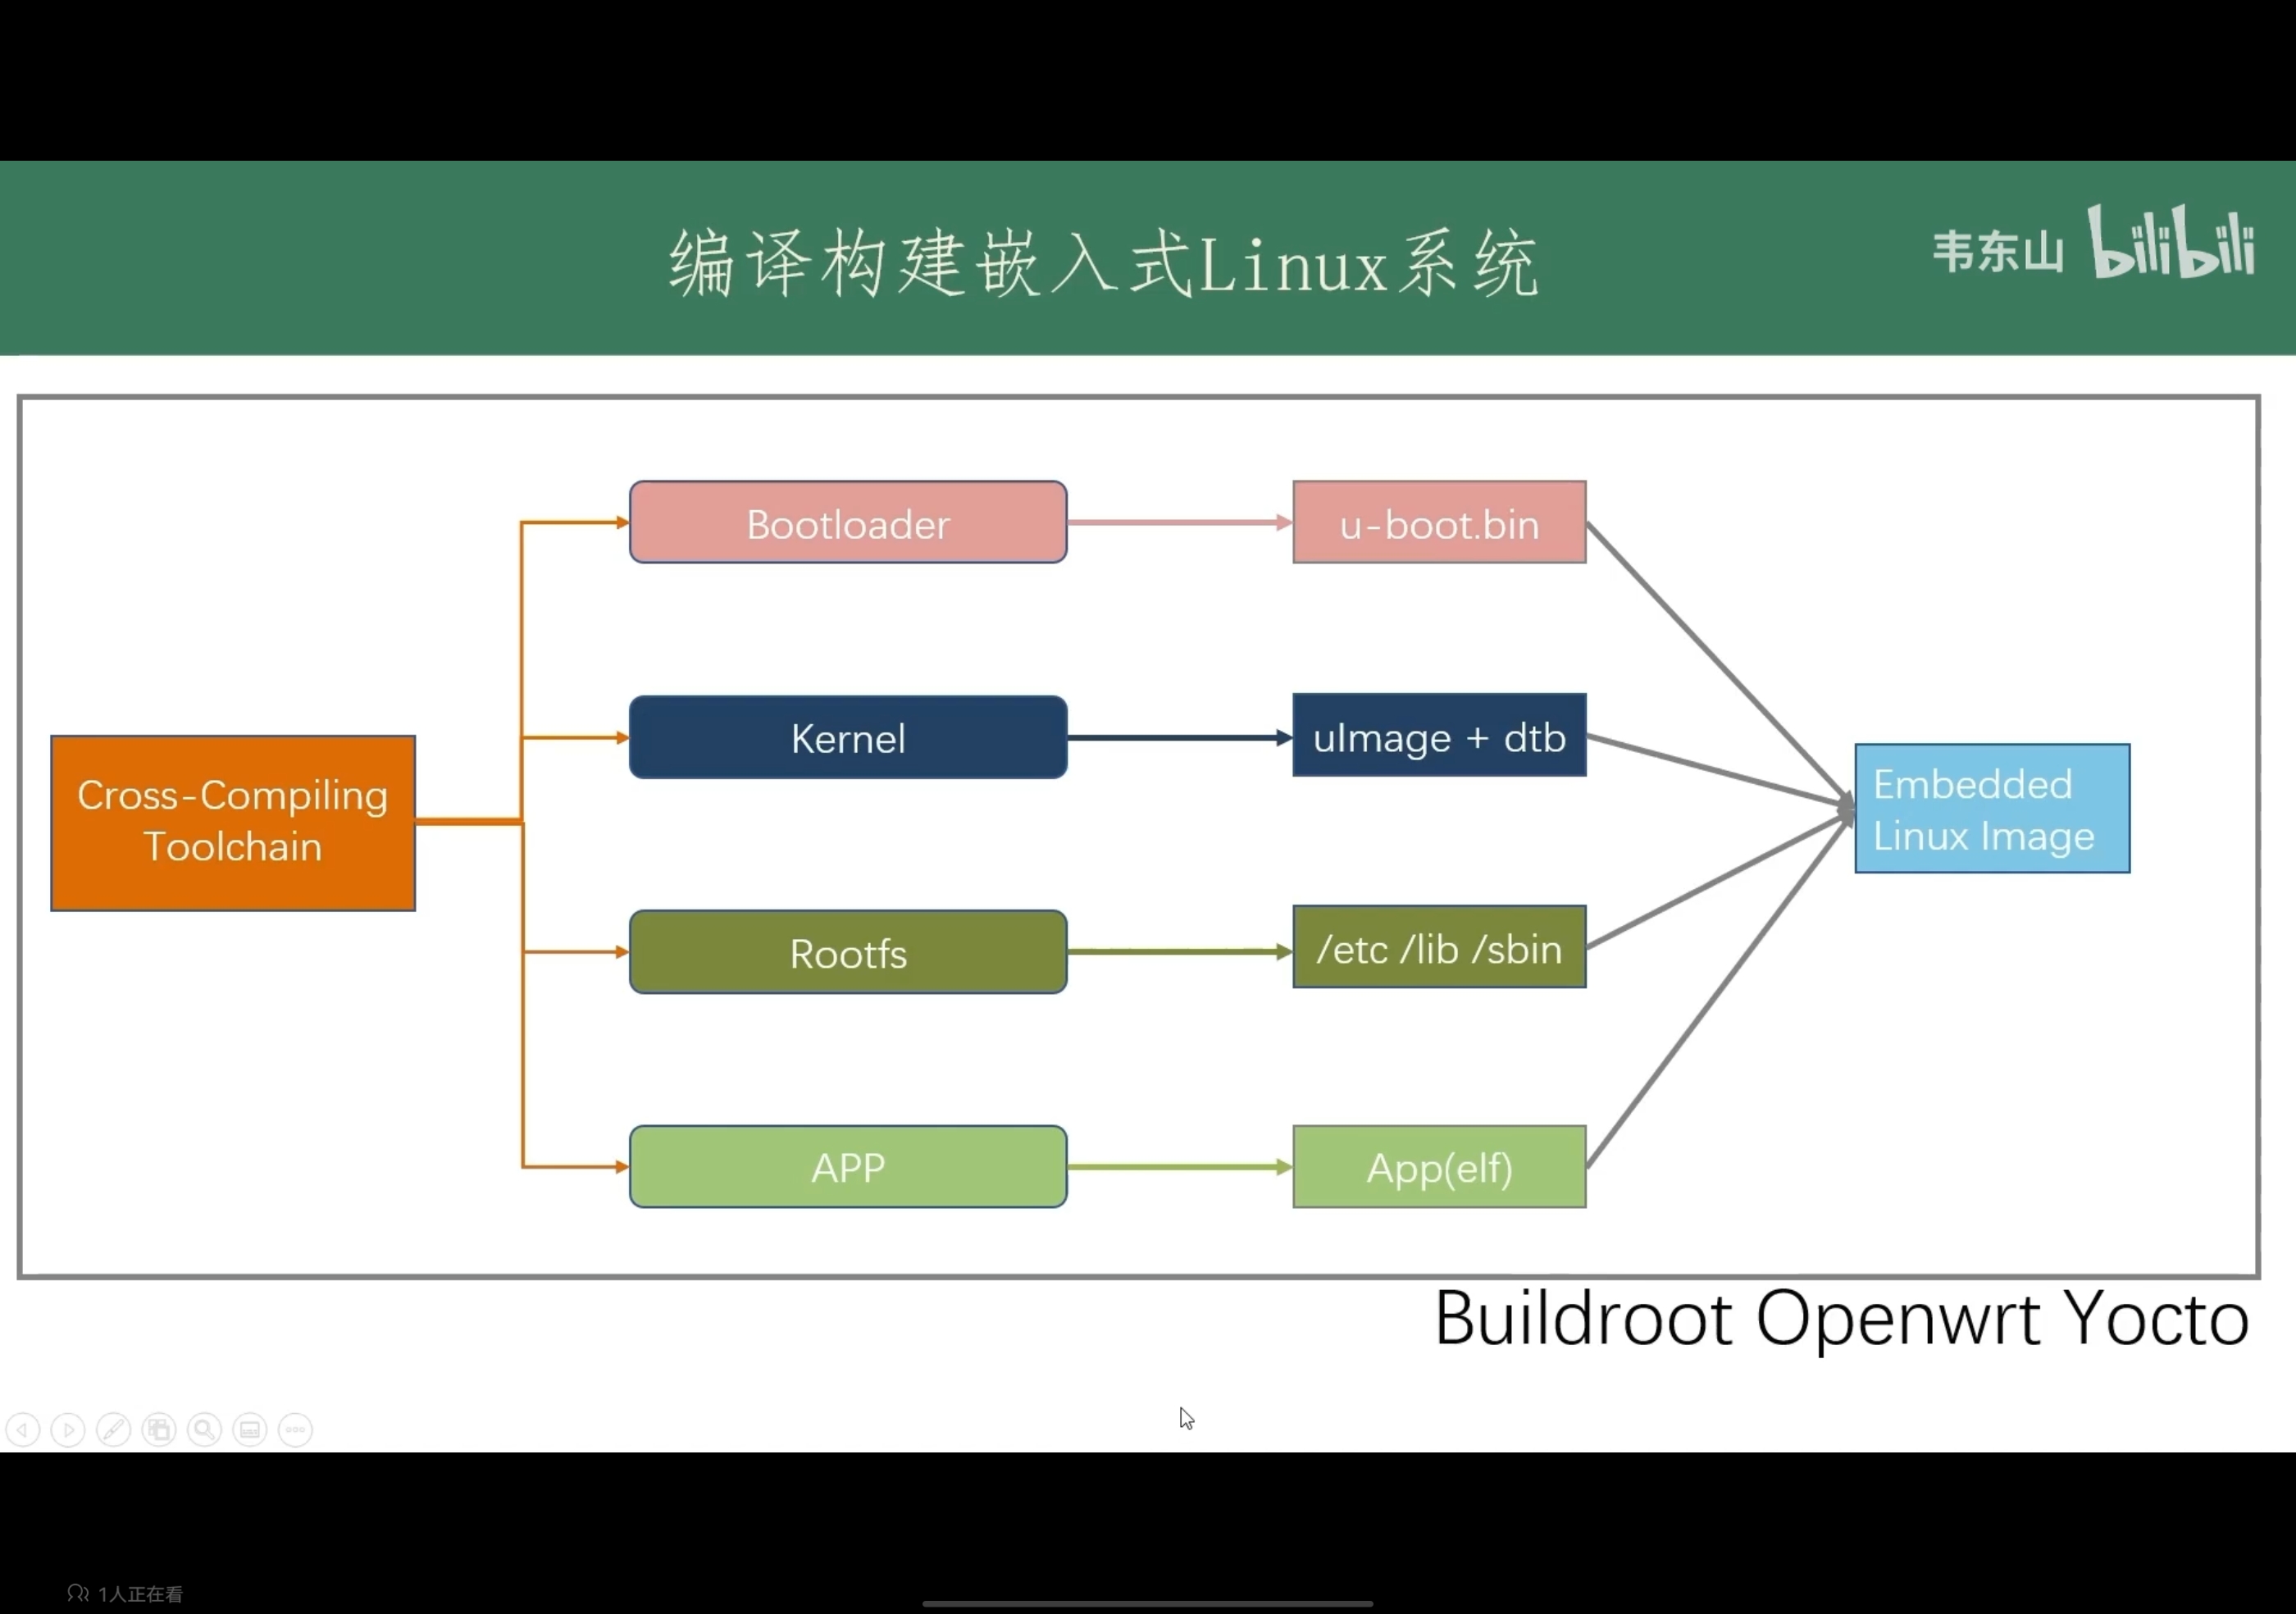 编译构建嵌入式Linux系统
韦东山 bilibili
Bootloader
u-boot.bin
Kernel
uImage + dtb
Cross-Compiling
Toolchain
Embedded
Linux Image
Rootfs
/etc /lib /sbin
APP
App(elf)
Buildroot Openwrt Yocto
1人正在看